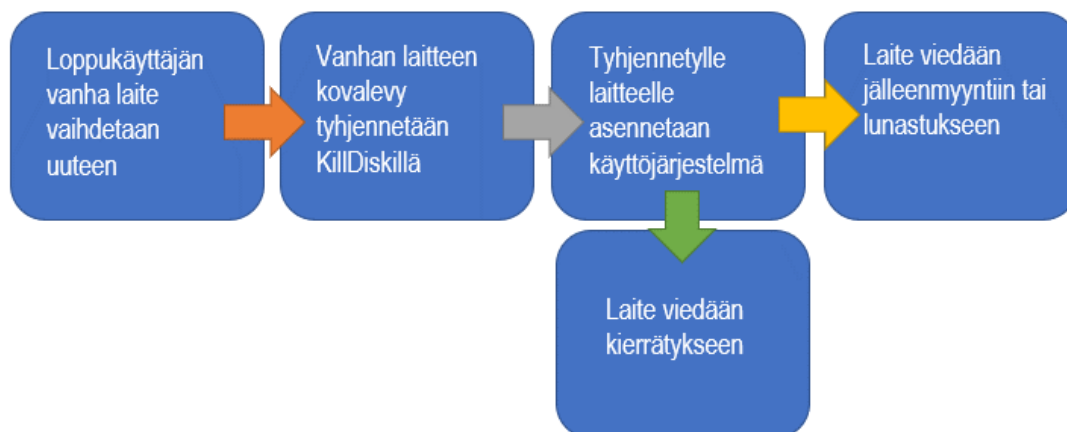 Loppukäyttäjän
vanha laite
vaihdetaan
uuteen
Vanhan laitteen
kovalevy
tyhjennetään
KillDiskillä
Tyhjennetylle
laitteelle
asennetaan
käyttöjärjestelmä
Laite viedään
jälleenmyyntiin tai
lunastukseen
Laite viedään
kierrätykseen